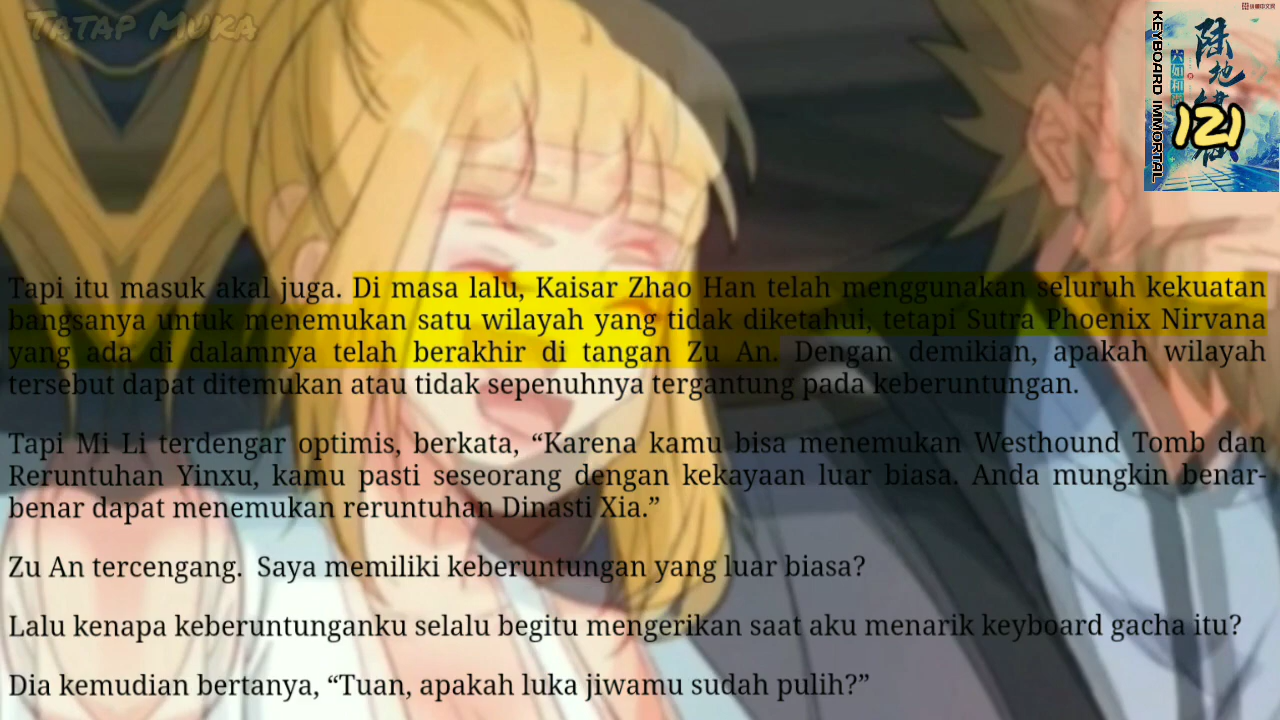 Tatap Muka
KEYBOARD IMMORTAL
121
Tapi itu masuk akal juga. Di masa lalu, Kaisar Zhao Han telah menggunakan seluruh kekuatan
bangsanya untuk menemukan satu wilayah yang tidak diketahui, tetapi Sutra Phoenix Nirvana
yang ada di dalamnya telah berakhir di tangan Zu An. Dengan demikian, apakah wilayah
tersebut dapat ditemukan atau tidak sepenuhnya tergantung pada keberuntungan.
Tapi Mi Li terdengar optimis, berkata, “Karena kamu bisa menemukan Westhound Tomb dan
Reruntuhan Yinxu, kamu pasti seseorang dengan kekayaan luar biasa. Anda mungkin benar-
benar dapat menemukan reruntuhan Dinasti Xia.”
Zu An tercengang.  Saya memiliki keberuntungan yang luar biasa?
Lalu kenapa keberuntunganku selalu begitu mengerikan saat aku menarik keyboard gacha itu?
Dia kemudian bertanya, “Tuan, apakah luka jiwamu sudah pulih?”